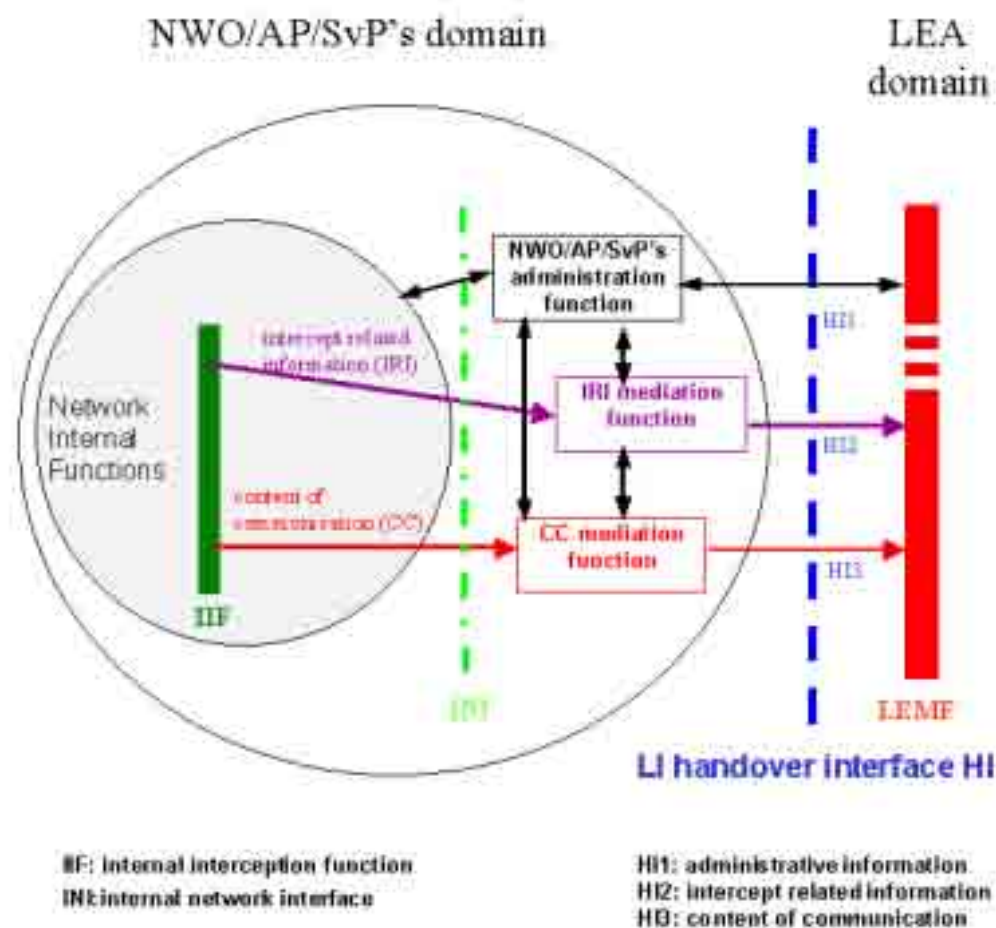 NWO/AP/SvP's domain
LEA
domain
NWO/AP/SvP's
administration
function
HI1
intercept related
information (IRI)
IRI mediation
function
HI2
Network
Internal
Functions
content of
communication (CC)
CC mediation
function
HI3
IIF
INI
LEMF
LI handover interface HI
IIF: internal interception function
INI: internal network interface
HI1: administrative information
HI2: intercept related information
HI3: content of communication